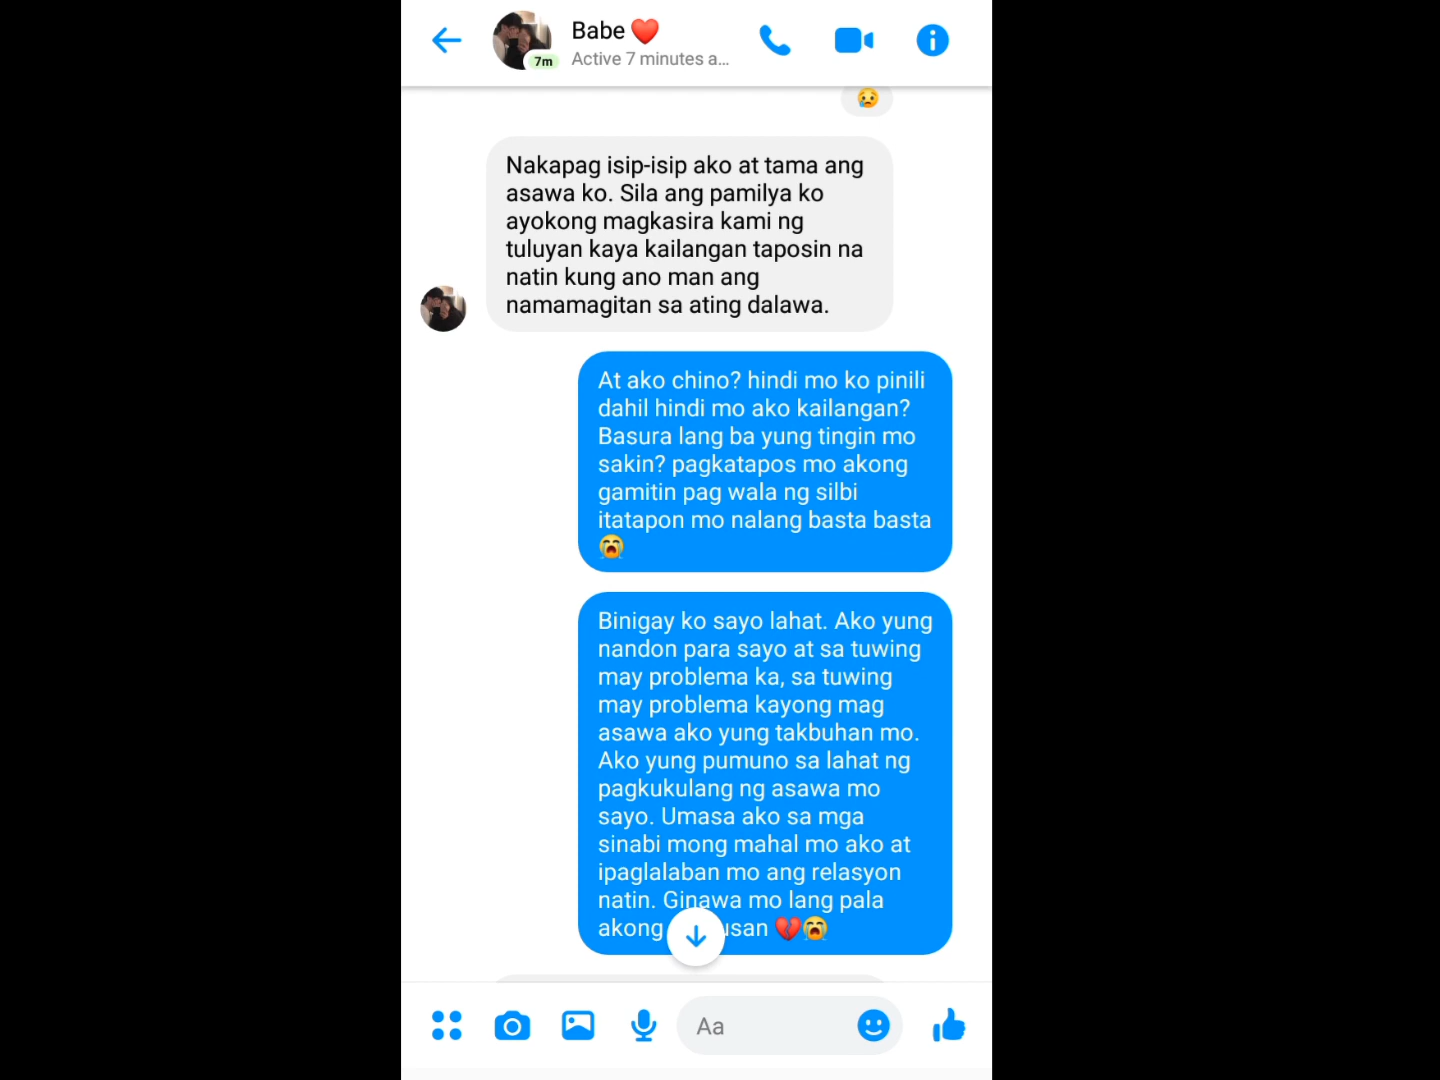 Babe ❤️
7m
Active 7 minutes a...
😢
Nakapag isip-isip ako at tama ang
asawa ko. Sila ang pamilya ko
ayokong magkasira kami ng
tuluyan kaya kailangan taposin na
natin kung ano man ang
namamagitan sa ating dalawa.
At ako chino? hindi mo ko pinili
dahil hindi mo ako kailangan?
Basura lang ba yung tingin mo
sakin? pagkatapos mo akong
gamitin pag wala ng silbi
itatapon mo nalang basta basta
😭
Binigay ko sayo lahat. Ako yung
nandon para sayo at sa tuwing
may problema ka, sa tuwing
may problema kayong mag
asawa ako yung takbuhan mo.
Ako yung pumuno sa lahat ng
pagkukulang ng asawa mo
sayo. Umasa ako sa mga
sinabi mong mahal mo ako at
ipaglalaban mo ang relasyon
natin. Ginawa mo lang pala
akong 💔😭
Aa